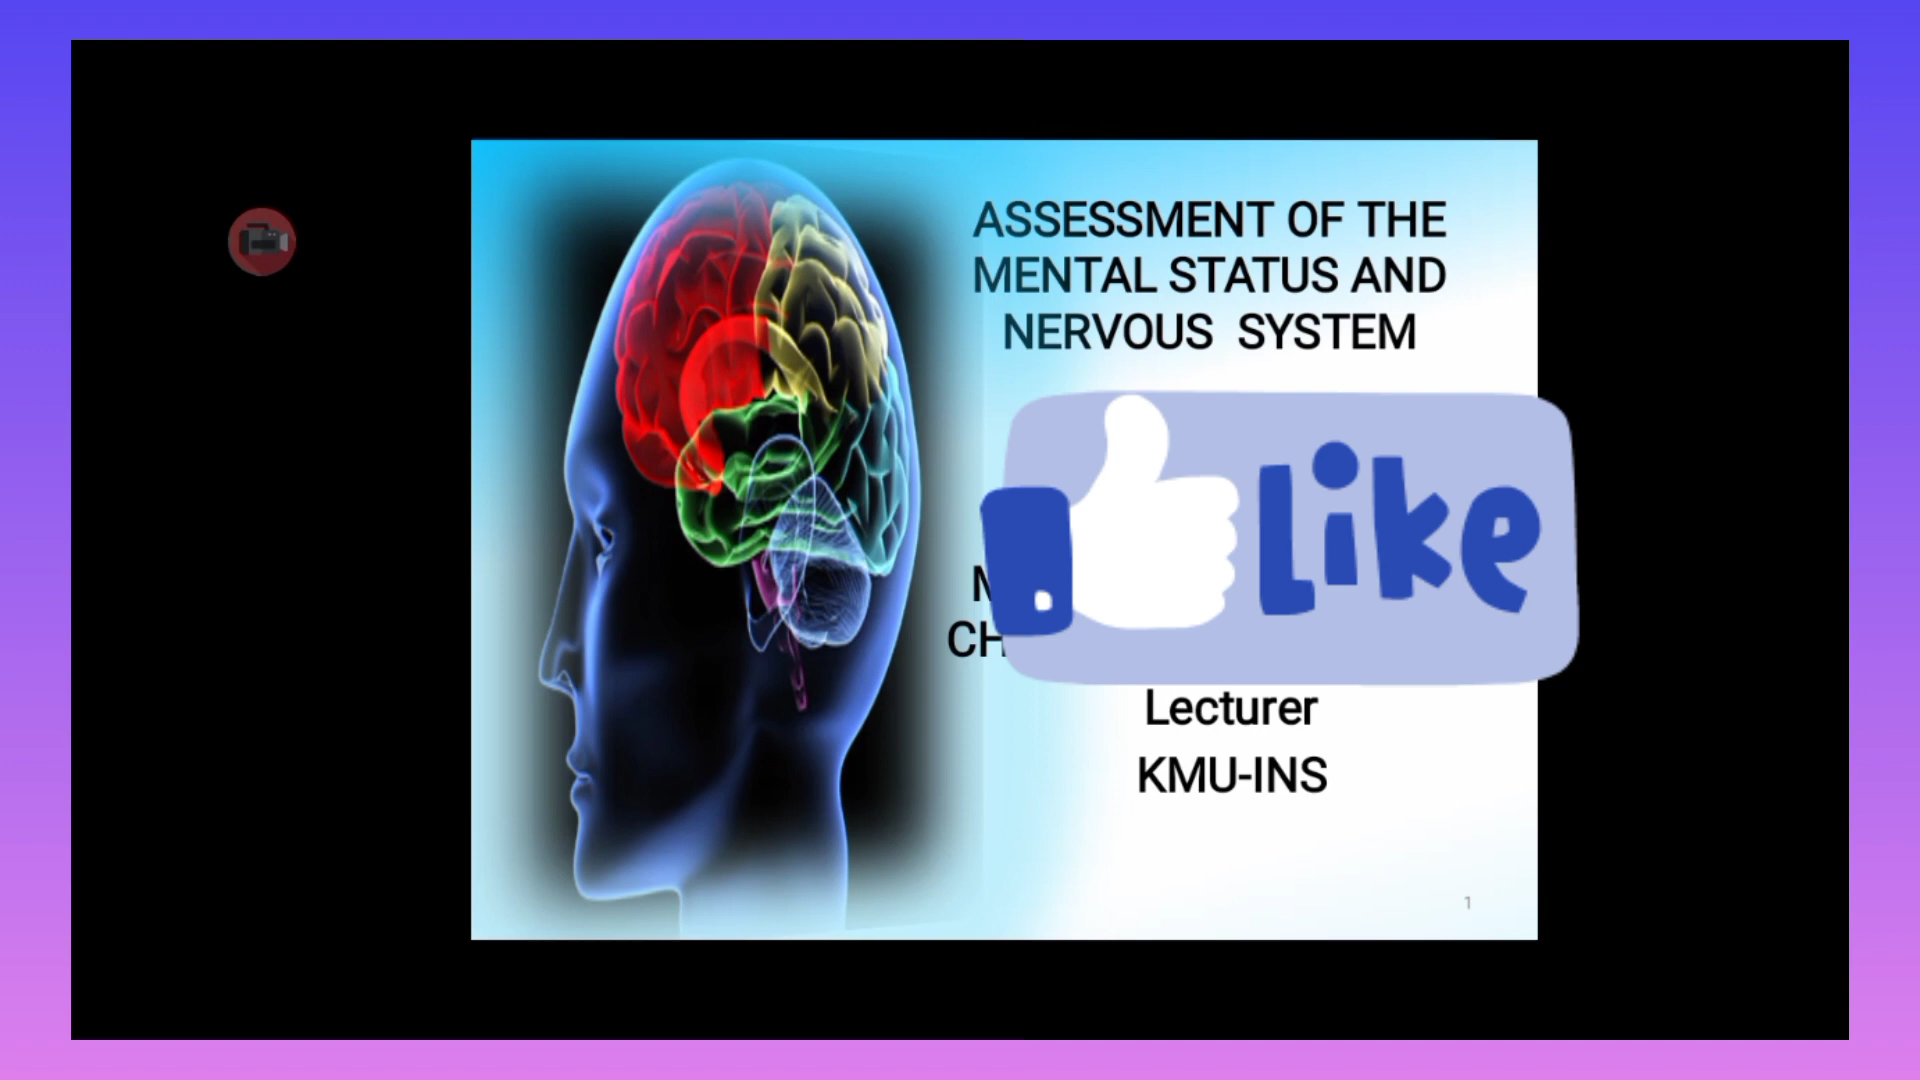 ASSESSMENT OF THE
MENTAL STATUS AND
NERVOUS SYSTEM
Like
Lecturer
KMU-INS
1